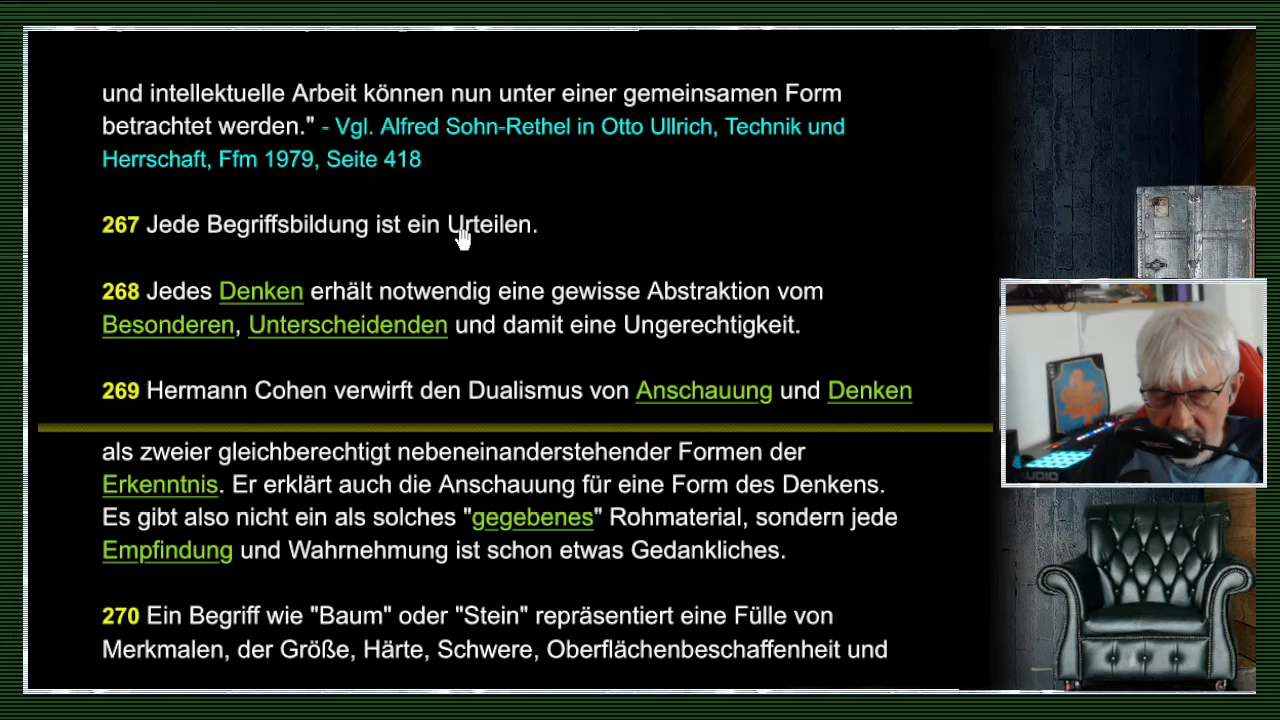 und intellektuelle Arbeit können nun unter einer gemeinsamen Form
betrachtet werden." - Vgl. Alfred Sohn-Rethel in Otto Ullrich, Technik und
Herrschaft, Ffm 1979, Seite 418
267 Jede Begriffsbildung ist ein Urteilen.
268 Jedes Denken erhält notwendig eine gewisse Abstraktion vom
Besonderen, Unterscheidenden und damit eine Ungerechtigkeit.
269 Hermann Cohen verwirft den Dualismus von Anschauung und Denken
als zweier gleichberechtigt nebeneinanderstehender Formen der
Erkenntnis. Er erklärt auch die Anschauung für eine Form des Denkens.
Es gibt also nicht ein als solches "gegebenes" Rohmaterial, sondern jede
Empfindung und Wahrnehmung ist schon etwas Gedankliches.
270 Ein Begriff wie "Baum" oder "Stein" repräsentiert eine Fülle von
Merkmalen, der Größe, Härte, Schwere, Oberflächenbeschaffenheit und